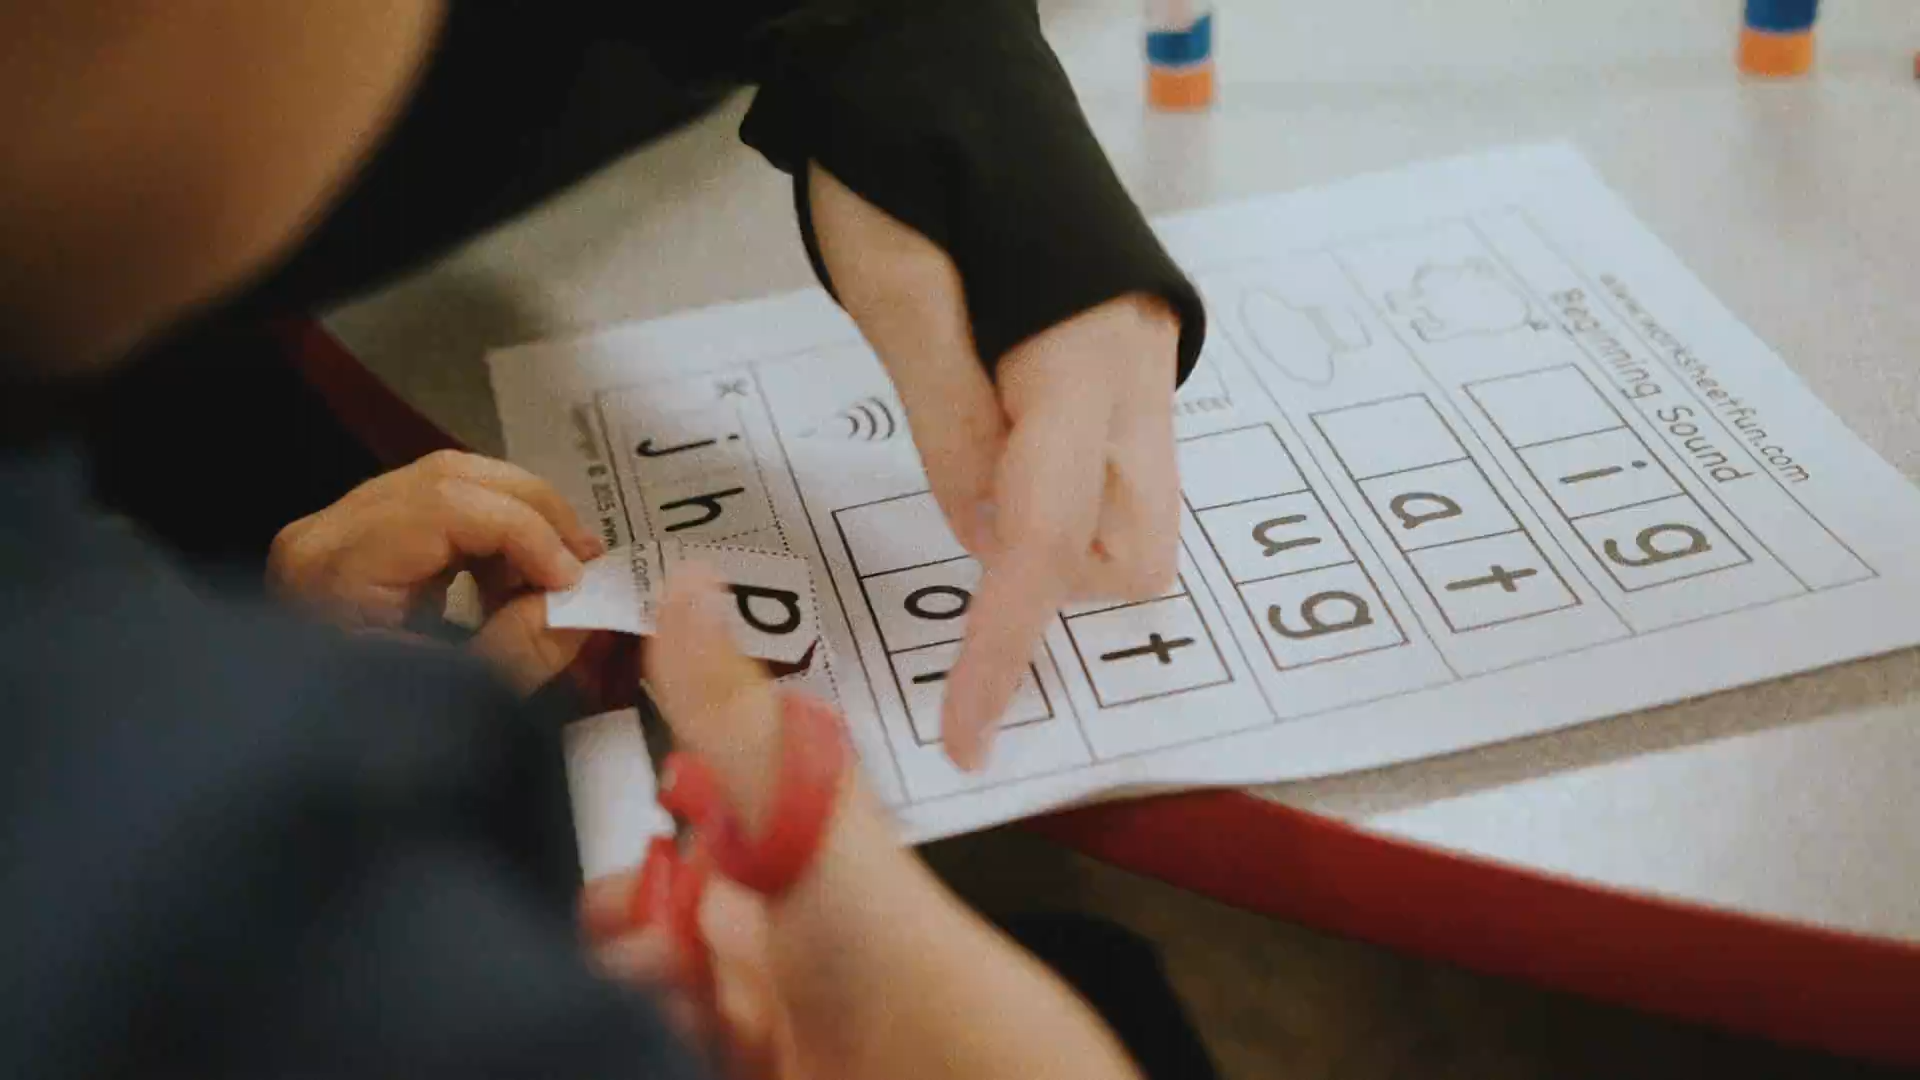 www.worksheetfun.com
Beginning Sound
i g
a t
u g
t
o n
j h p